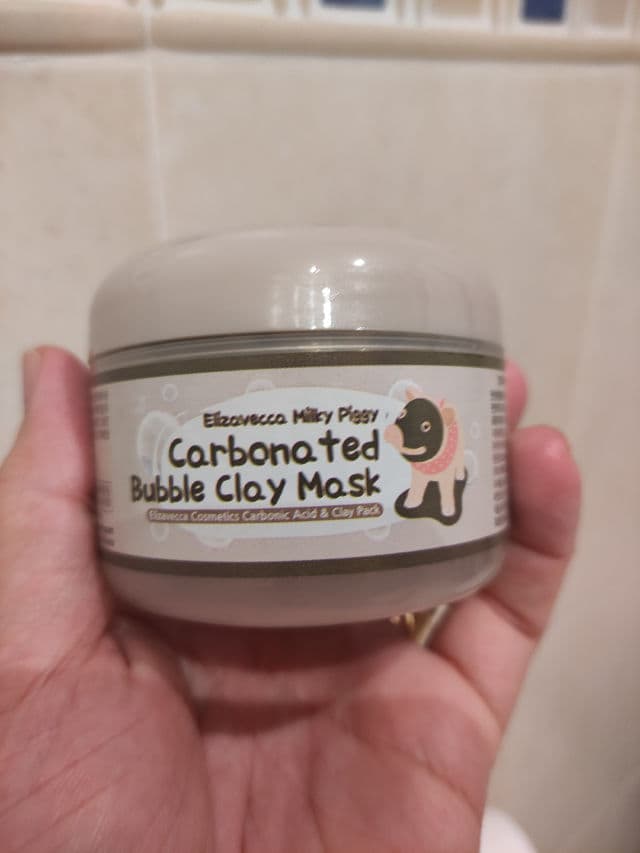 Elizavecca Milky Piggy
Carbonated
Bubble Clay Mask
Elizavecca Cosmetics Carbonic Acid & Clay Pack